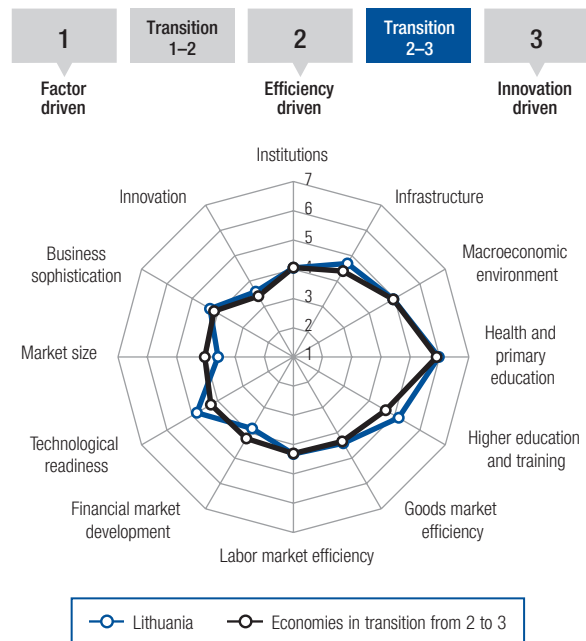 1
Transition
1–2
2
Transition
2–3
3
Factor
driven
Efficiency
driven
Innovation
driven
Institutions
7
6
5
4
3
2
1
Infrastructure
Macroeconomic
environment
Health and
primary
education
Higher education
and training
Goods market
efficiency
Labor market efficiency
Financial market
development
Technological
readiness
Market size
Business
sophistication
Innovation
Lithuania
Economies in transition from 2 to 3